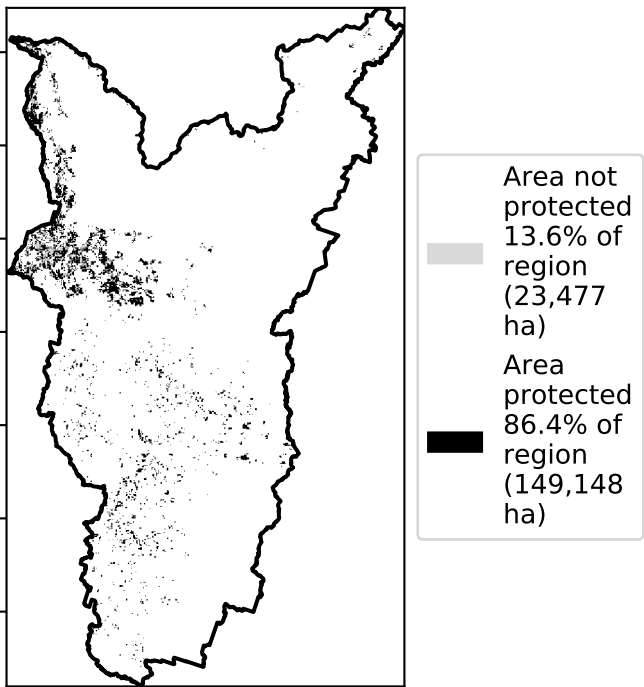 Area not
protected
13.6% of
region
(23,477
ha)
Area
protected
86.4% of
region
(149,148
ha)